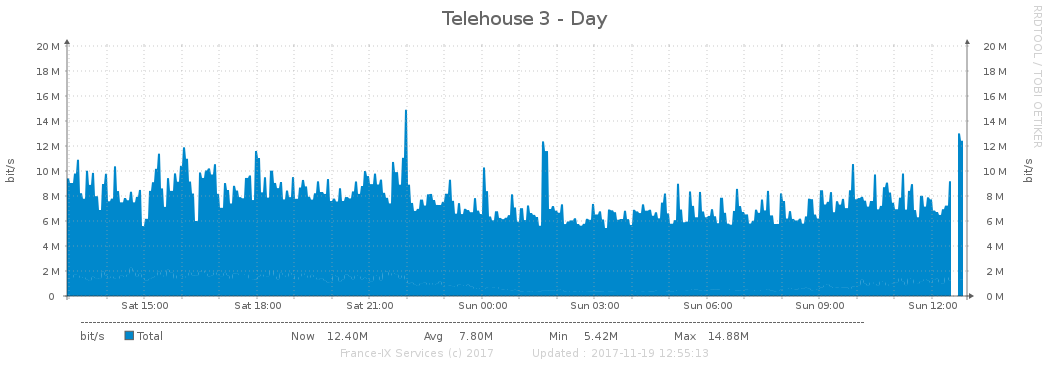 Telehouse 3 - Day
RRDTOOL / TOBI OETIKER
bit/s
20 M 20 M
18 M 18 M
16 M 16 M
14 M 14 M
12 M 12 M
10 M 10 M
8 M 8 M
6 M 6 M
4 M 4 M
2 M 2 M
0 0 M
bit/s
Sat 15:00 Sat 18:00 Sat 21:00 Sun 00:00 Sun 03:00 Sun 06:00 Sun 09:00 Sun 12:00
bit/s Total Now 12.40M Avg 7.80M Min 5.42M Max 14.88M
France-IX Services (c) 2017 Updated : 2017-11-19 12:55:13